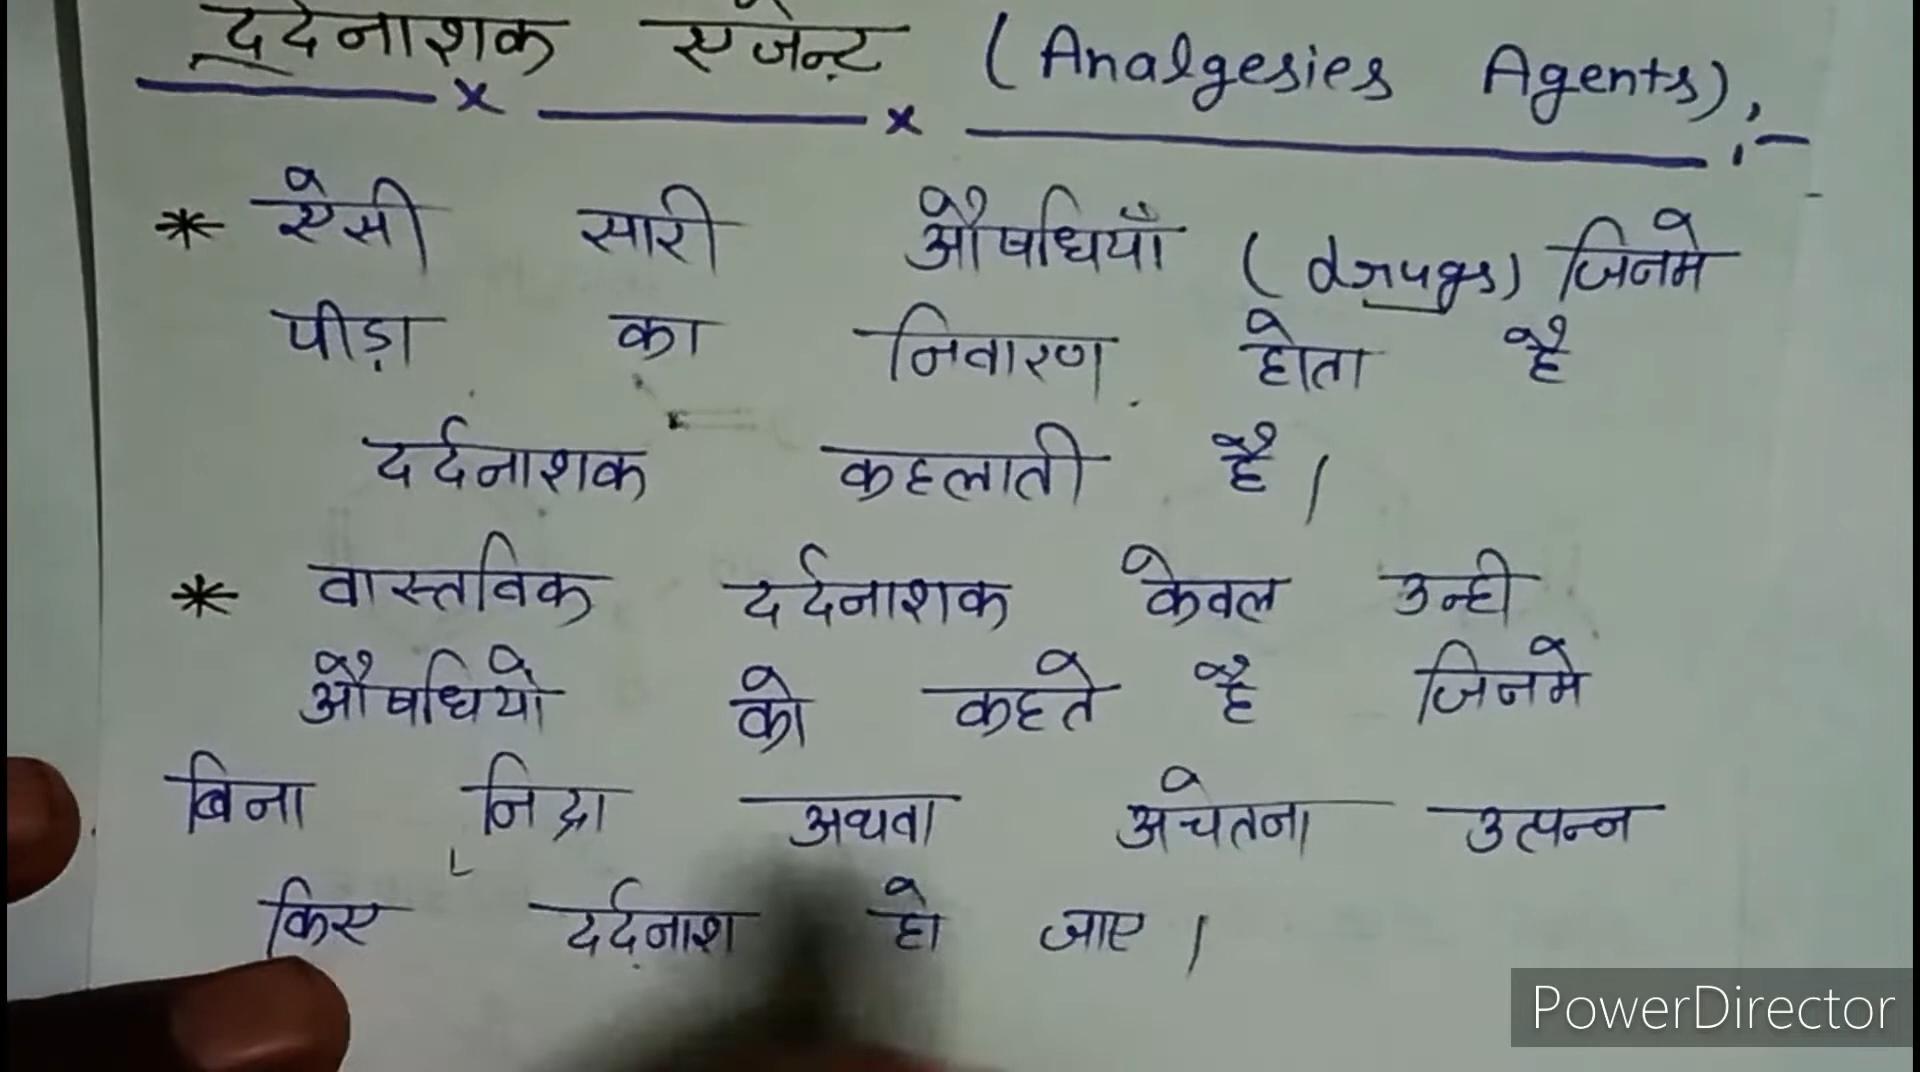 दर्दनाशक एजेन्ट (Analgesies Agents),:-
* ऐसी सारी औषधियाँ (drugs) जिनमे
पीड़ा का निवारण होता है
दर्दनाशक कहलाती है।
* वास्तविक दर्दनाशक केवल उन्ही
औषधियो को कहते है जिनमे
बिना निद्रा अथवा अचेतना उत्पन्न
किए दर्दनाश हो जाए।
PowerDirector